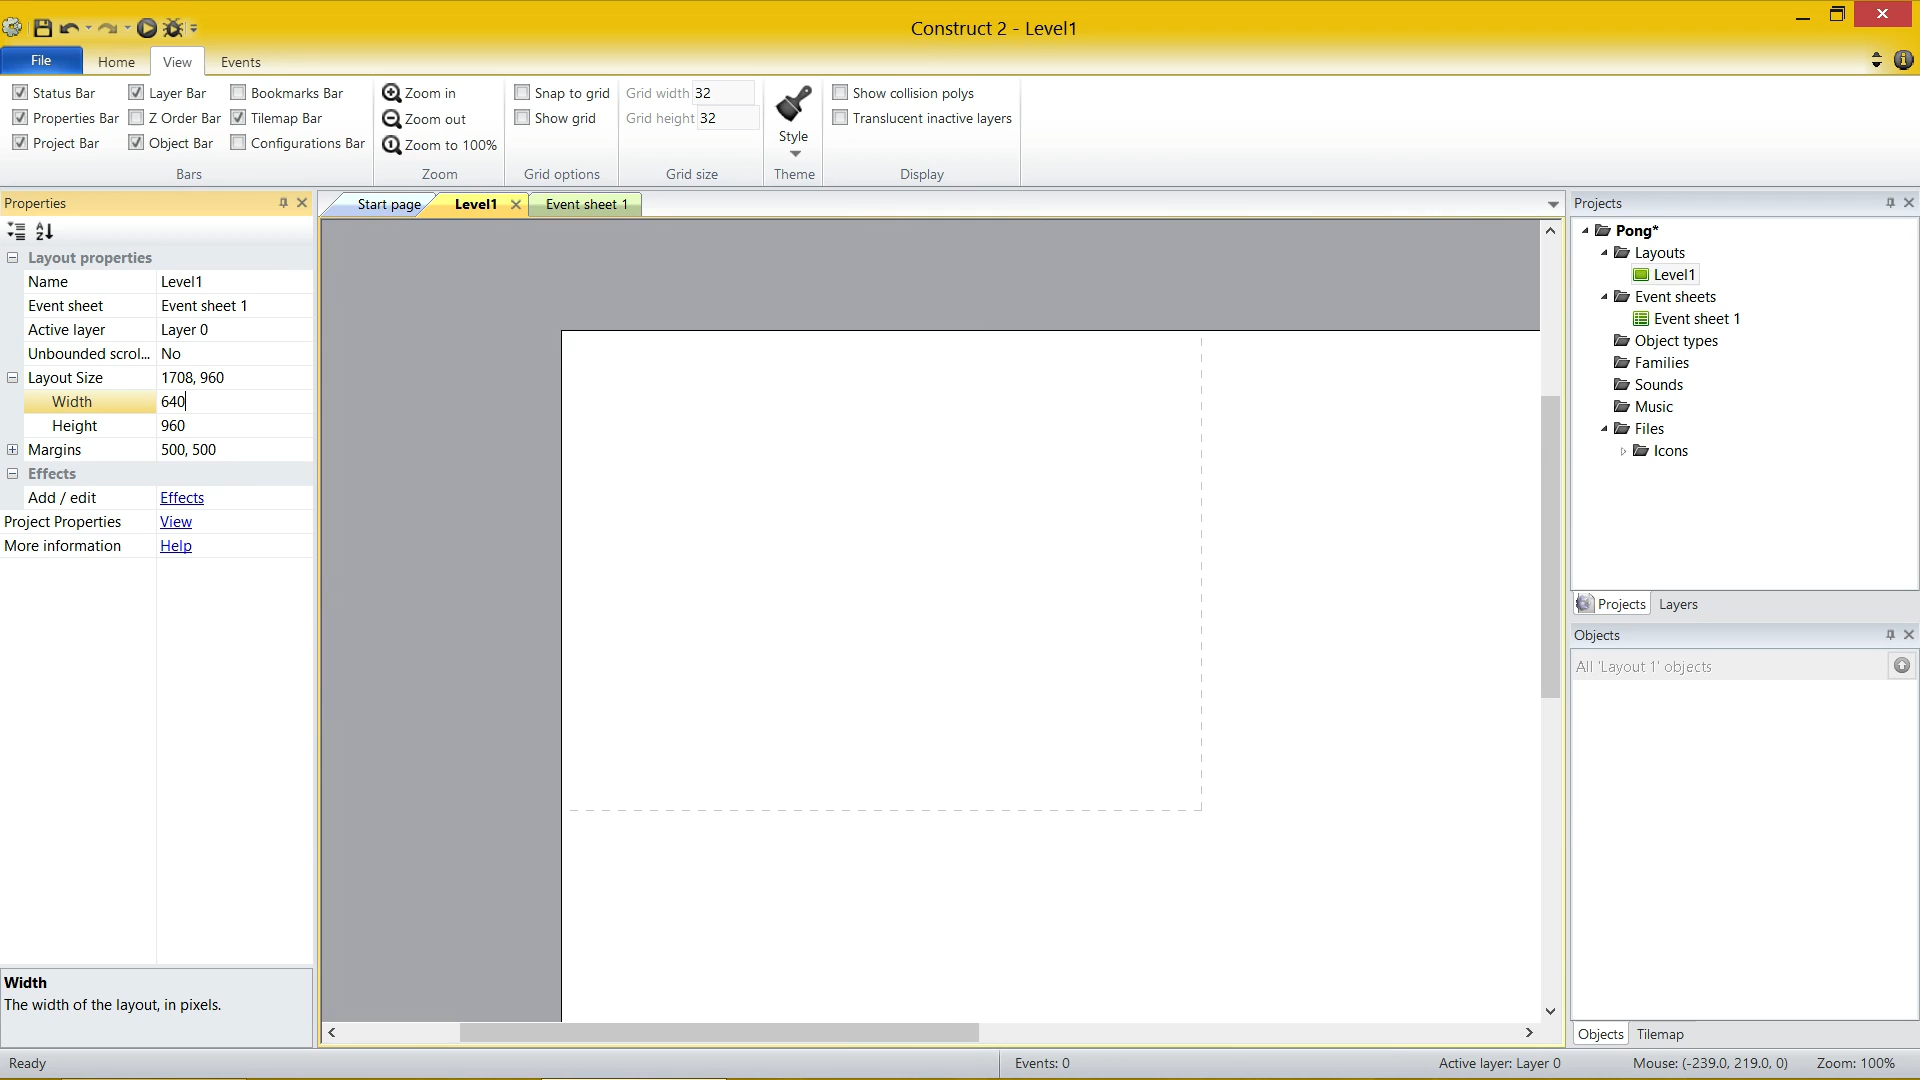 Construct 2 - Level1
File
Home
View
Events
Status Bar
Layer Bar
Bookmarks Bar
Properties Bar
Z Order Bar
Tilemap Bar
Project Bar
Object Bar
Configurations Bar
Bars
Zoom in
Zoom out
Zoom to 100%
Zoom
Snap to grid
Show grid
Grid options
Grid width 32
Grid height 32
Grid size
Style
Theme
Show collision polys
Translucent inactive layers
Display
Properties
Layout properties
Name Level1
Event sheet Event sheet 1
Active layer Layer 0
Unbounded scrol... No
Layout Size 1708, 960
Width 640
Height 960
Margins 500, 500
Effects
Add / edit Effects
Project Properties View
More information Help
Width
The width of the layout, in pixels.
Start page
Level1
Event sheet 1
Projects
Pong*
Layouts
Level1
Event sheets
Event sheet 1
Object types
Families
Sounds
Music
Files
Icons
Projects
Layers
Objects
All 'Layout 1' objects
Objects
Tilemap
Ready
Events: 0
Active layer: Layer 0
Mouse: (-239.0, 219.0, 0)
Zoom: 100%